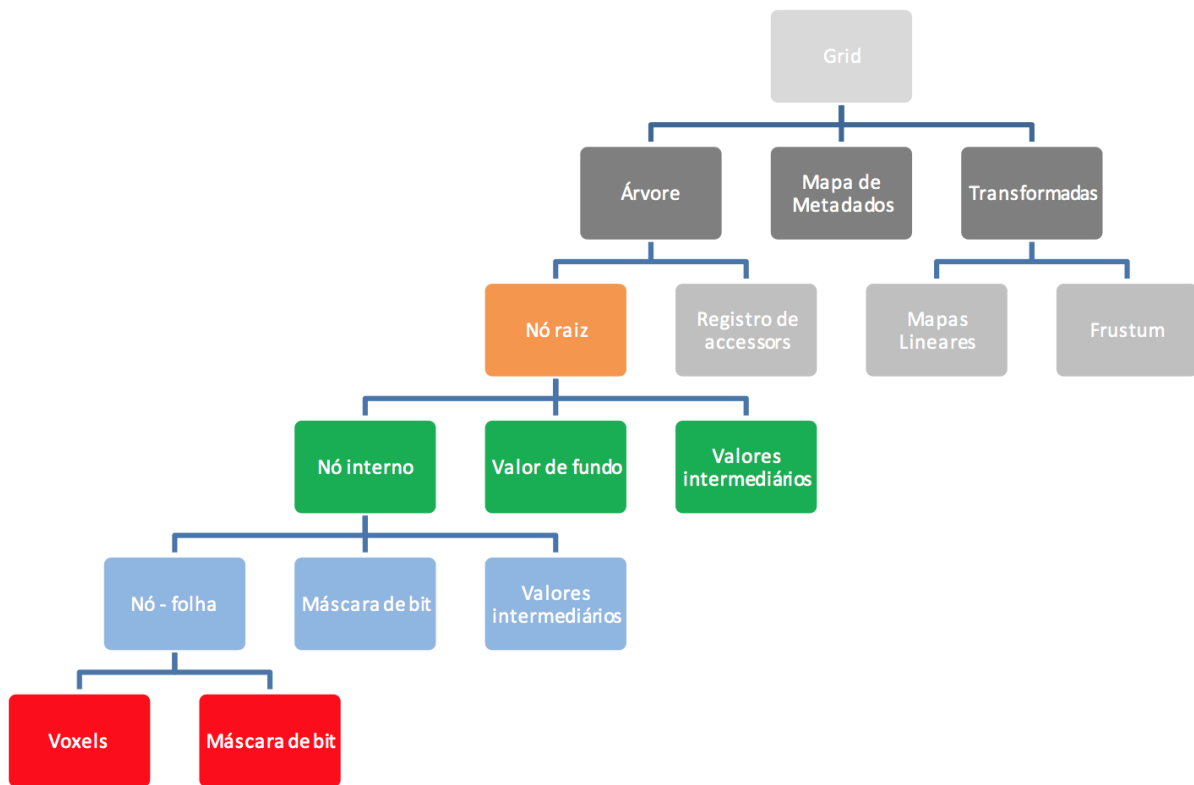 Grid
Árvore
Mapa de
Metadados
Transformadas
Nó raiz
Registro de
accessors
Mapas
Lineares
Frustum
Nó interno
Valor de fundo
Valores
intermediários
Nó - folha
Máscara de bit
Valores
intermediários
Voxels
Máscara de bit